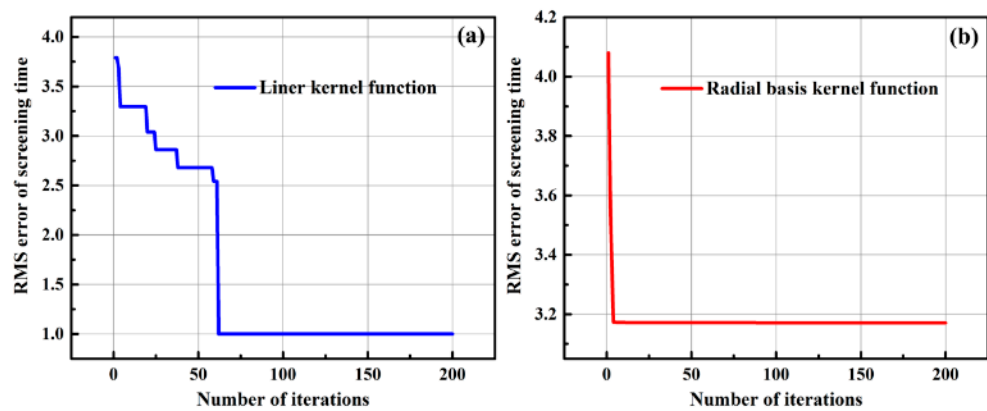 (a)
Liner kernel function
RMS error of screening time
4.0
3.5
3.0
2.5
2.0
1.5
1.0
0 50 100 150 200
Number of iterations
(b)
Radial basis kernel function
RMS error of screening time
4.2
4.0
3.8
3.6
3.4
3.2
0 50 100 150 200
Number of iterations